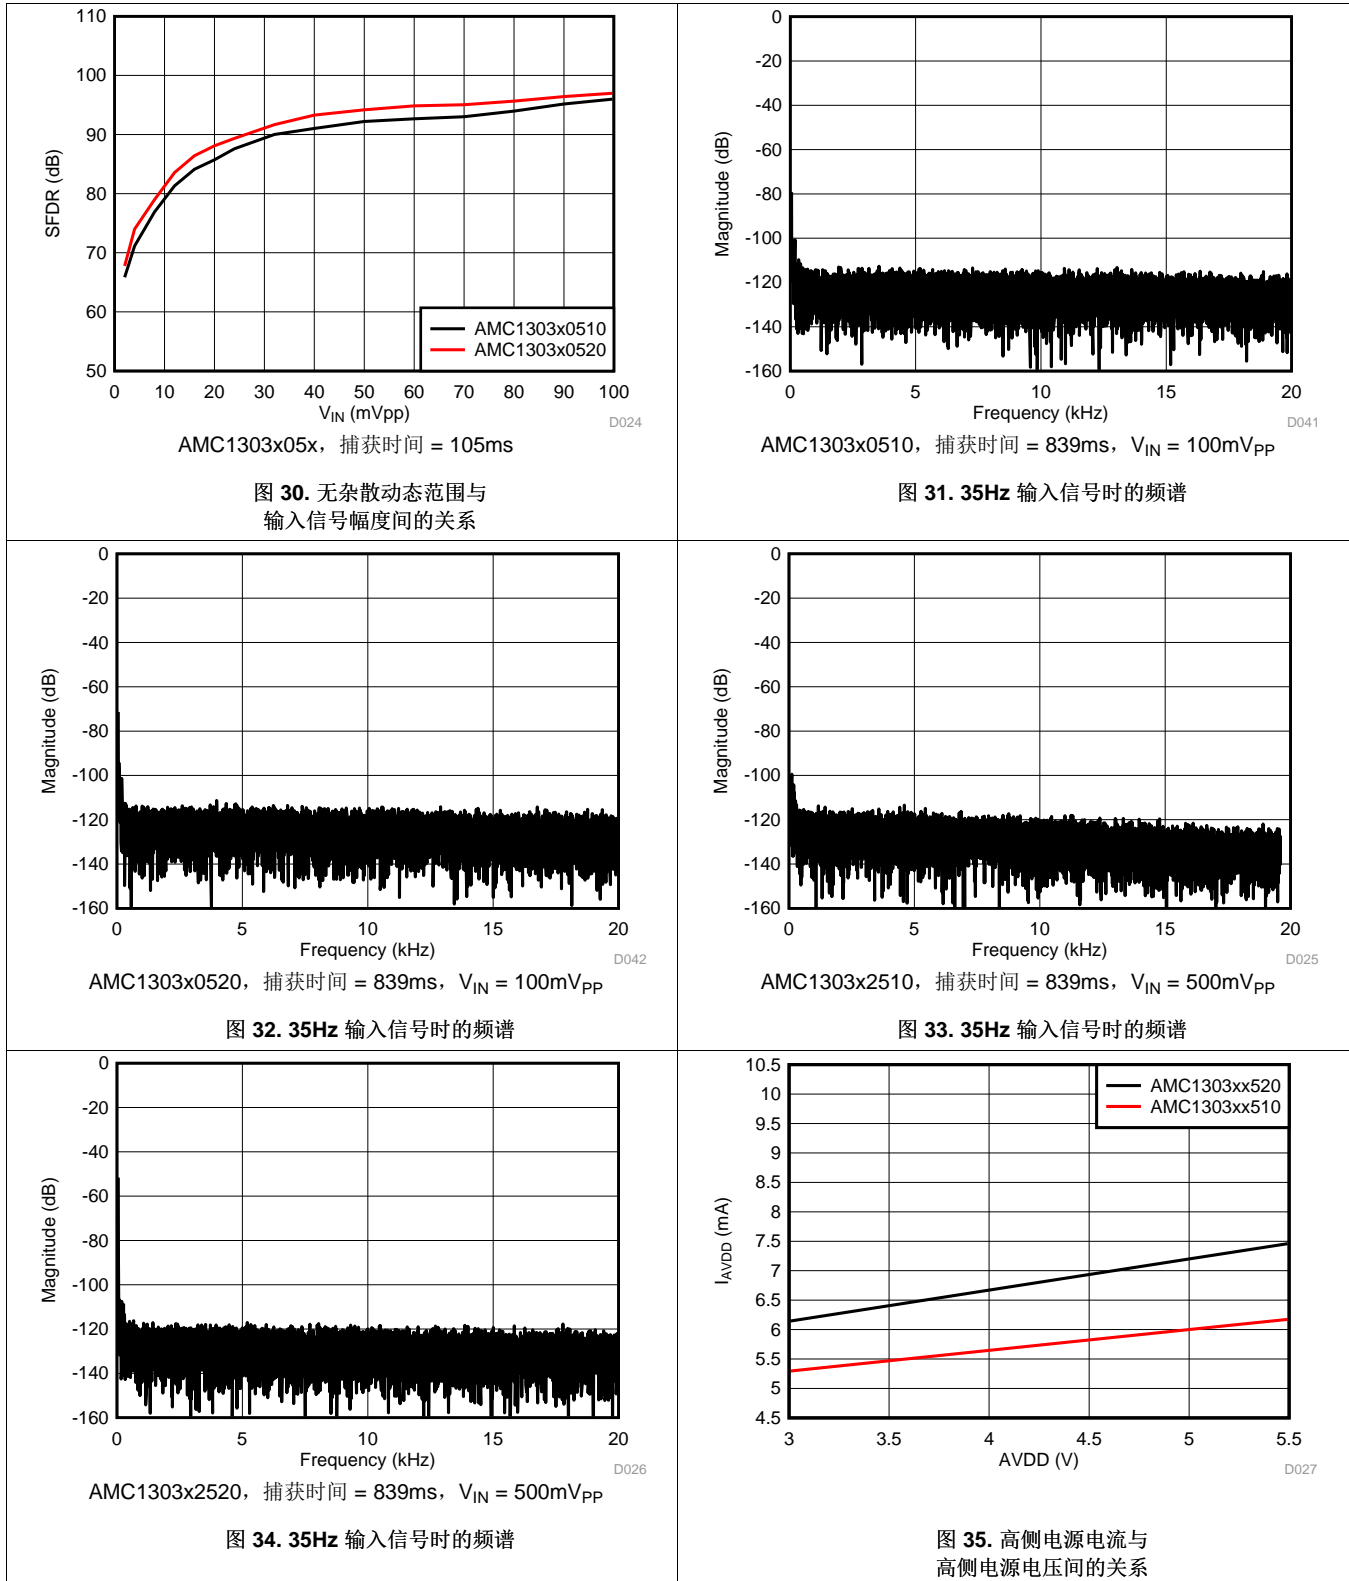 110
100
90
80
70
60
50
SFDR (dB)
AMC1303x0510
AMC1303x0520
0 10 20 30 40 50 60 70 80 90 100
V_IN (mVpp)
D024
AMC1303x05x，捕获时间 = 105ms
图 30. 无杂散动态范围与
输入信号幅度间的关系
0
-20
-40
-60
-80
-100
-120
-140
-160
Magnitude (dB)
0 5 10 15 20
Frequency (kHz)
D041
AMC1303x0510，捕获时间 = 839ms，V_IN = 100mV_PP
图 31. 35Hz 输入信号时的频谱
0
-20
-40
-60
-80
-100
-120
-140
-160
Magnitude (dB)
0 5 10 15 20
Frequency (kHz)
D042
AMC1303x0520，捕获时间 = 839ms，V_IN = 100mV_PP
图 32. 35Hz 输入信号时的频谱
0
-20
-40
-60
-80
-100
-120
-140
-160
Magnitude (dB)
0 5 10 15 20
Frequency (kHz)
D025
AMC1303x2510，捕获时间 = 839ms，V_IN = 500mV_PP
图 33. 35Hz 输入信号时的频谱
0
-20
-40
-60
-80
-100
-120
-140
-160
Magnitude (dB)
0 5 10 15 20
Frequency (kHz)
D026
AMC1303x2520，捕获时间 = 839ms，V_IN = 500mV_PP
图 34. 35Hz 输入信号时的频谱
10.5
10
9.5
9
8.5
8
7.5
7
6.5
6
5.5
5
4.5
I_AVDD (mA)
AMC1303xx520
AMC1303xx510
3 3.5 4 4.5 5 5.5
AVDD (V)
D027
图 35. 高侧电源电流与
高侧电源电压间的关系